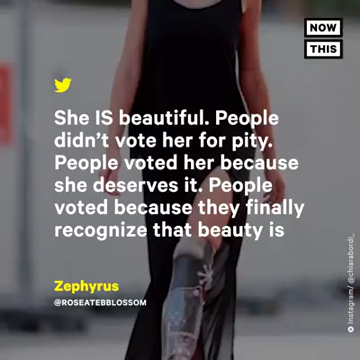 NOW
THIS
She IS beautiful. People
didn't vote her for pity.
People voted her because
she deserves it. People
voted because they finally
recognize that beauty is
Zephyrus
@ROSEATEBBLOSSOM
Instagram/ @chiarabordi_